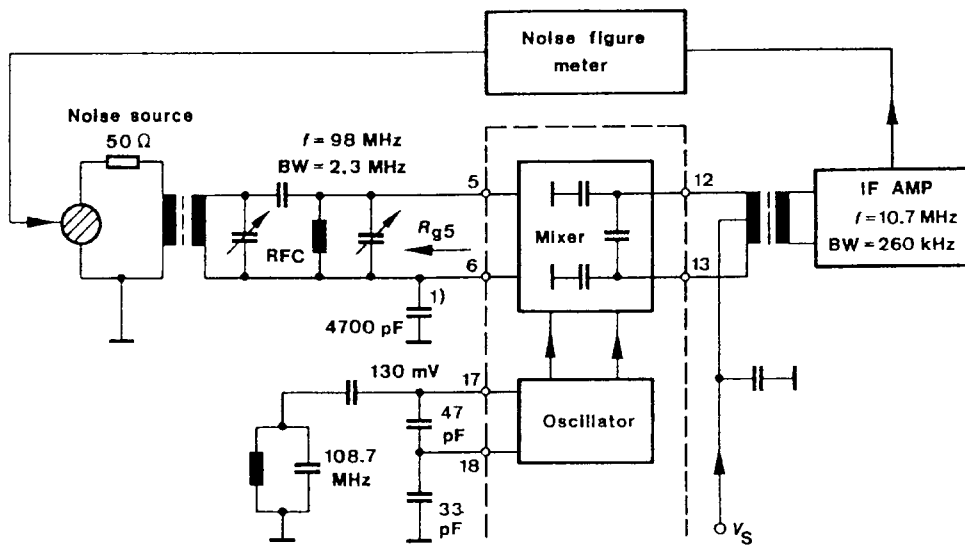 Noise figure
meter
Noise source
50 Ω
f = 98 MHz
BW = 2.3 MHz
5
12
IF AMP
f = 10.7 MHz
BW = 260 kHz
Mixer
RFC
Rg5
6
13
1)
4700 pF
130 mV
17
47
pF
Oscillator
18
108.7
MHz
33
pF
VS